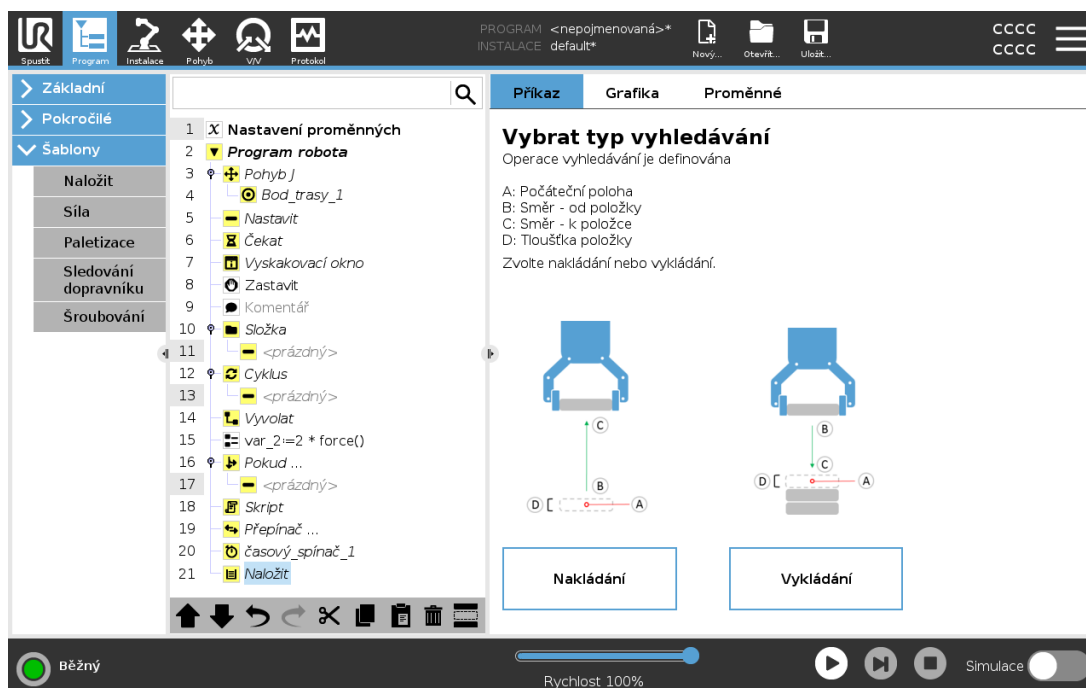 PROGRAM <nepojmenovaná>*
INSTALACE default*
Spustit
Program
Instalace
Pohyb
V/V
Protokol
Nový...
Otevřít...
Uložit...
CCCC
CCCC
Základní
Pokročilé
Šablony
Naložit
Síla
Paletizace
Sledování
dopravníku
Šroubování
1 X Nastavení proměnných
2 Program robota
3 Pohyb J
4 Bod_trasy_1
5 Nastavit
6 Čekat
7 Vyskakovací okno
8 Zastavit
9 Komentář
10 Složka
11 <prázdný>
12 Cyklus
13 <prázdný>
14 Vyvolat
15 var_2:=2 * force()
16 Pokud ...
17 <prázdný>
18 Skript
19 Přepínač ...
20 časový_spínač_1
21 Naložit
Příkaz Grafika Proměnné
Vybrat typ vyhledávání
Operace vyhledávání je definována
A: Počáteční poloha
B: Směr - od položky
C: Směr - k položce
D: Tloušťka položky
Zvolte nakládání nebo vykládání.
C
B
D
A
B
C
D
A
Nakládání
Vykládání
Běžný
Rychlost 100%
Simulace